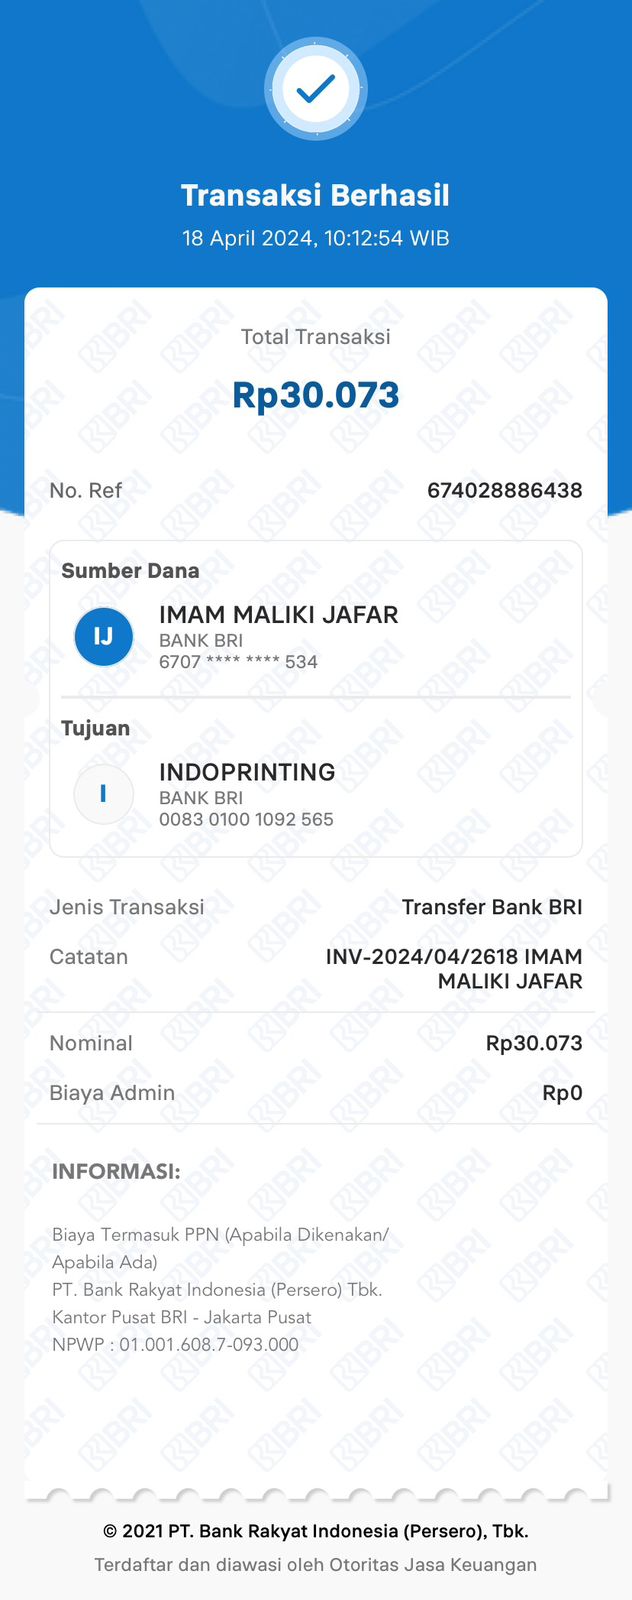 Transaksi Berhasil
18 April 2024, 10:12:54 WIB
Total Transaksi
Rp30.073
No. Ref 674028886438
Sumber Dana
IJ
IMAM MALIKI JAFAR
BANK BRI
6707 **** **** 534
Tujuan
I
INDOPRINTING
BANK BRI
0083 0100 1092 565
Jenis Transaksi Transfer Bank BRI
Catatan INV-2024/04/2618 IMAM
MALIKI JAFAR
Nominal Rp30.073
Biaya Admin Rp0
INFORMASI:
Biaya Termasuk PPN (Apabila Dikenakan/
Apabila Ada)
PT. Bank Rakyat Indonesia (Persero) Tbk.
Kantor Pusat BRI - Jakarta Pusat
NPWP : 01.001.608.7-093.000
© 2021 PT. Bank Rakyat Indonesia (Persero), Tbk.
Terdaftar dan diawasi oleh Otoritas Jasa Keuangan